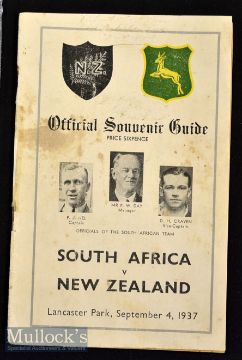 NZ
Official Souvenir Guide
PRICE SIXPENCE
MR P. W. DAY
Manager
Captain
D. H. CRAVEN
Vice-Captain
OFFICIALS OF THE SOUTH AFRICAN TEAM
SOUTH AFRICA
v
NEW ZEALAND
Lancaster Park, September 4, 1937
Mullock's